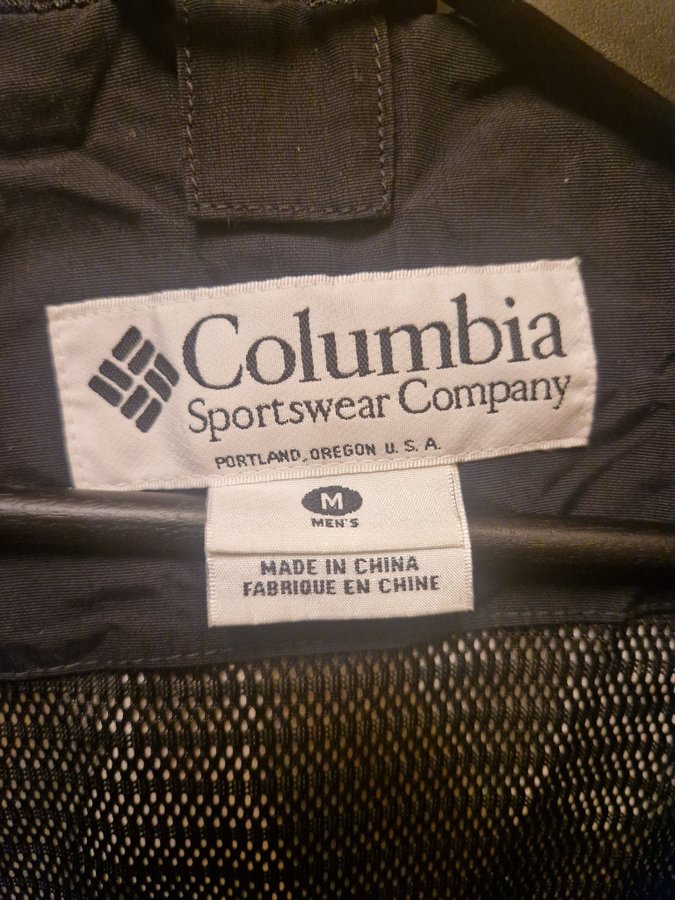 Columbia
Sportswear Company
PORTLAND, OREGON U. S. A.
M
MEN'S
MADE IN CHINA
FABRIQUE EN CHINE